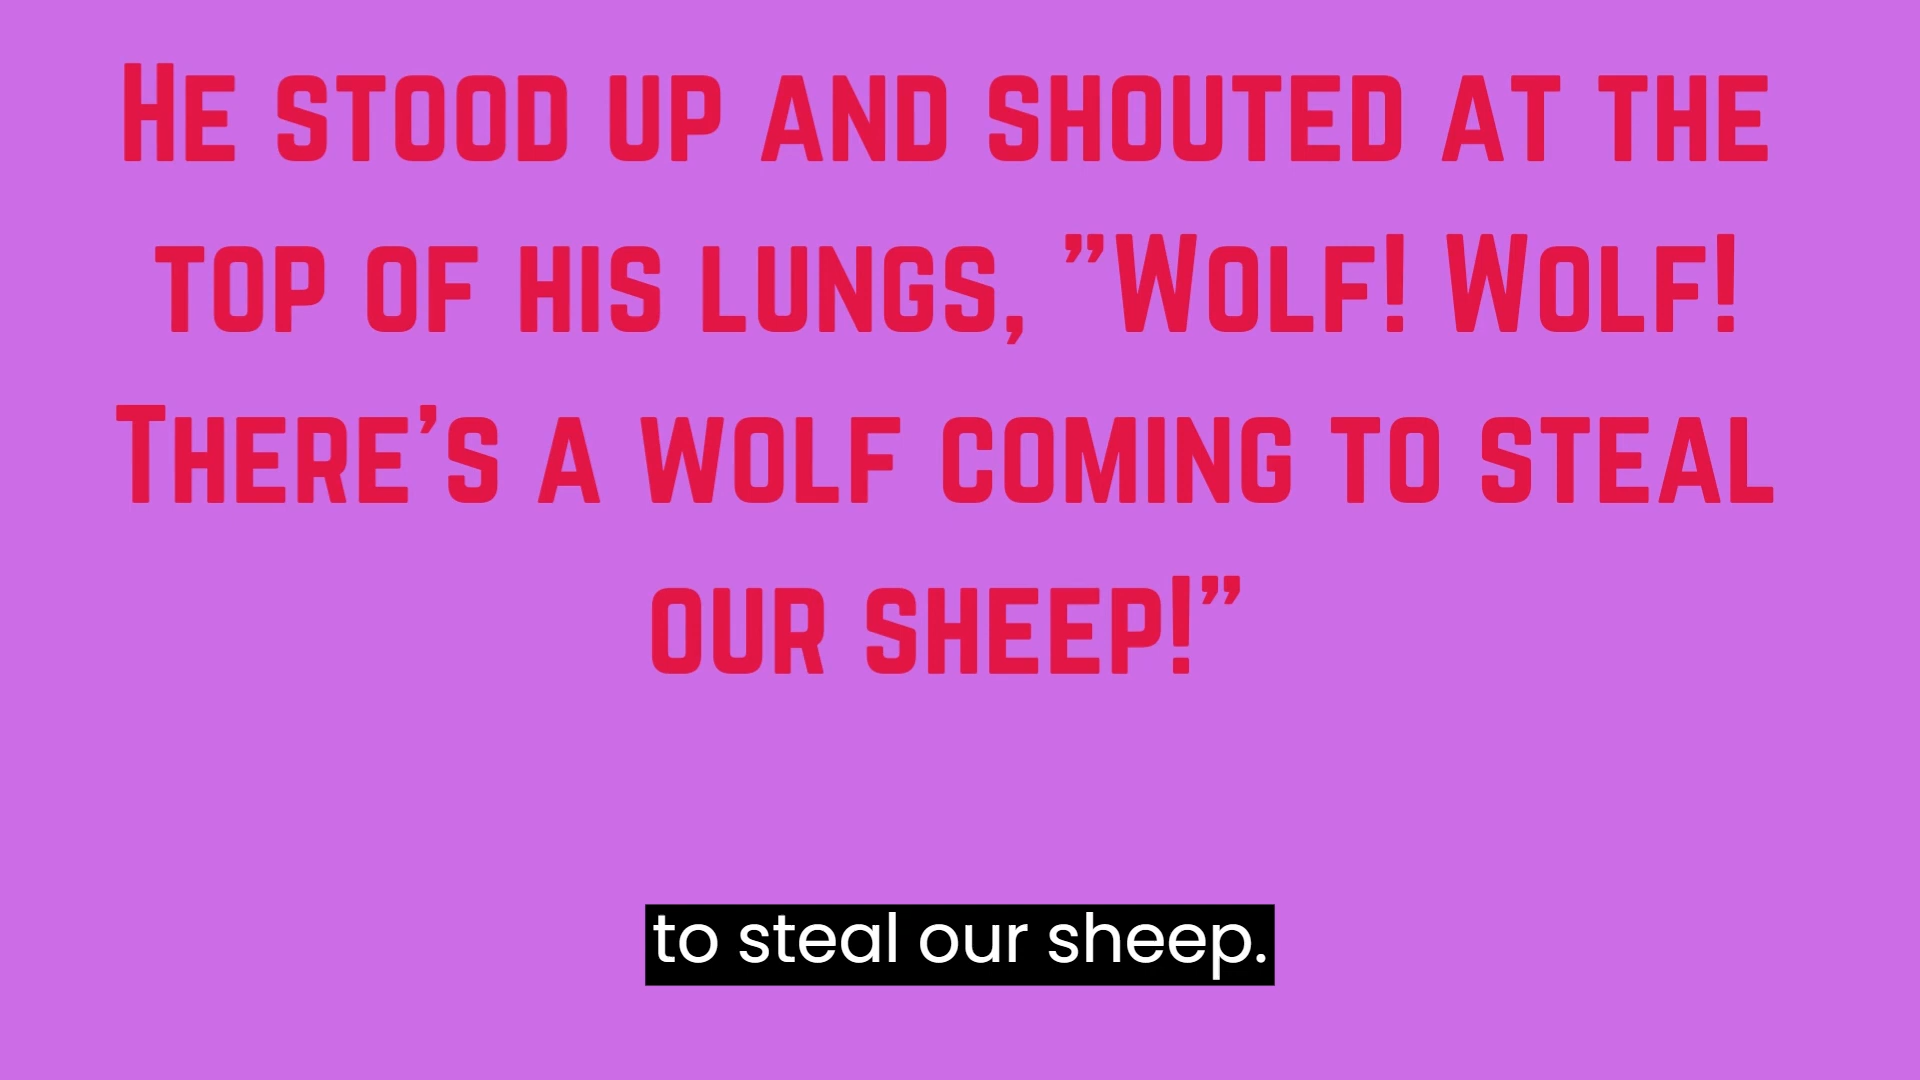 He stood up and shouted at the
top of his lungs, ”Wolf! Wolf!
There’s a wolf coming to steal
our sheep!”
to steal our sheep.